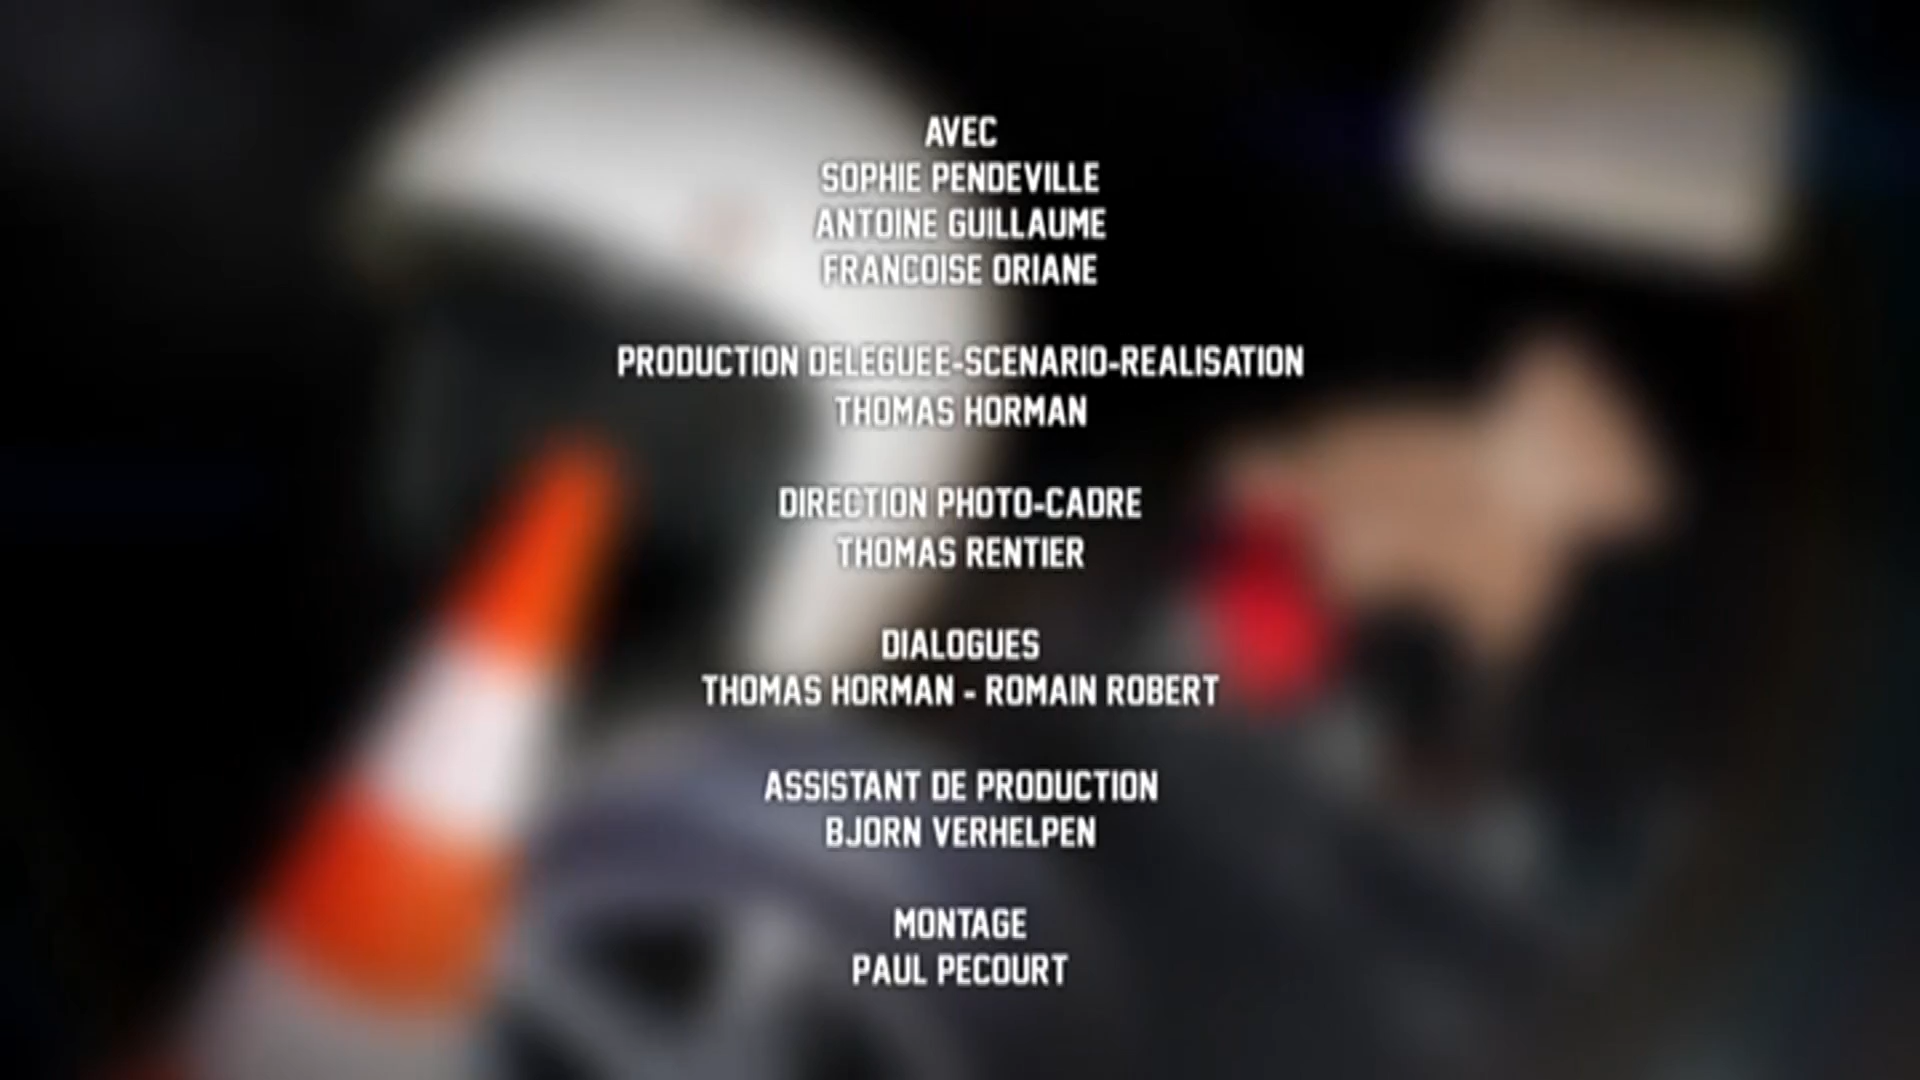 AVEC
SOPHIE PENDEVILLE
ANTOINE GUILLAUME
FRANCOISE ORIANE
PRODUCTION DELEGUEE-SCENARIO-REALISATION
THOMAS HORMAN
DIRECTION PHOTO-CADRE
THOMAS RENTIER
DIALOGUES
THOMAS HORMAN - ROMAIN ROBERT
ASSISTANT DE PRODUCTION
BJORN VERHELPEN
MONTAGE
PAUL PECOURT